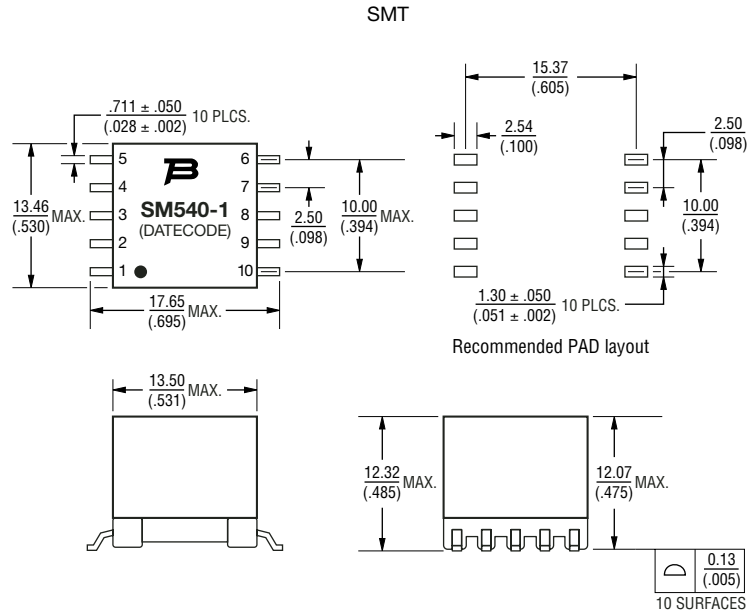 SMT
.711 ± .050
(.028 ± .002)
10 PLCS.
5
4
3
2
1
6
7
8
9
10
SM540-1
(DATECODE)
13.46
(.530)
MAX.
2.50
(.098)
10.00
(.394)
MAX.
17.65
(.695)
MAX.
15.37
(.605)
2.54
(.100)
2.50
(.098)
10.00
(.394)
1.30 ± .050
(.051 ± .002)
10 PLCS.
Recommended PAD layout
13.50
(.531)
MAX.
12.32
(.485)
MAX.
12.07
(.475)
MAX.
0.13
(.005)
10 SURFACES